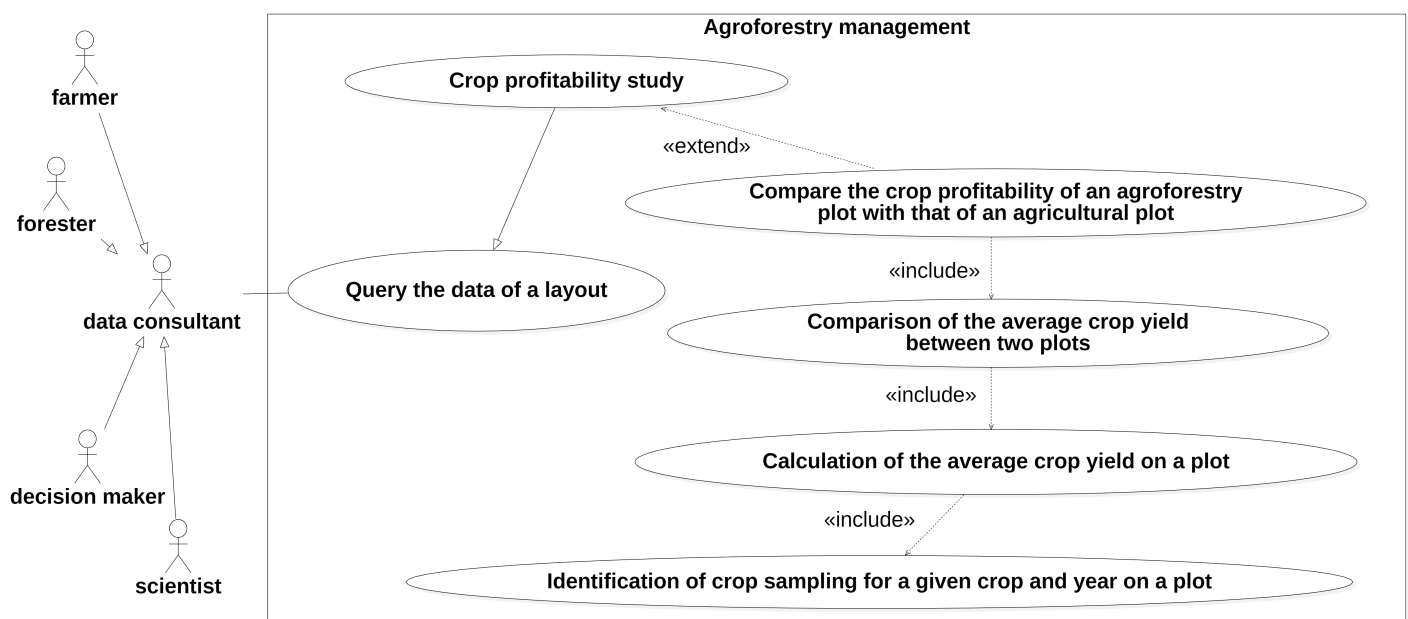 Agroforestry management
farmer
Crop profitability study
«extend»
Compare the crop profitability of an agroforestry
plot with that of an agricultural plot
forester
«include»
Query the data of a layout
data consultant
Comparison of the average crop yield
between two plots
«include»
Calculation of the average crop yield on a plot
decision maker
«include»
Identification of crop sampling for a given crop and year on a plot
scientist